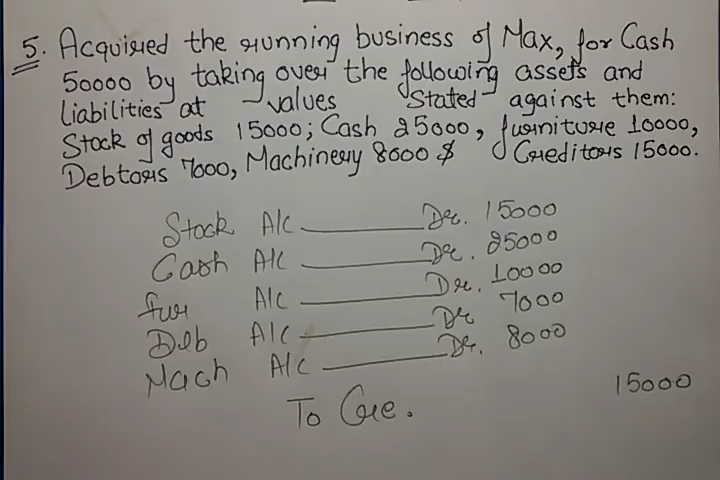 5. Acquired the running business of Max, for Cash
50000 by taking over the following assets and
liabilities at values stated against them:
Stock of goods 15000; Cash 25000, furniture 10000,
Debtors 7000, Machinery 8000 & Creditors 15000.
Stock A/C Dr. 15000
Cash A/C Dr. 25000
fur A/C Dr. 10000
Deb A/C Dr 7000
Mach A/C Dr. 8000
To Cre. 15000